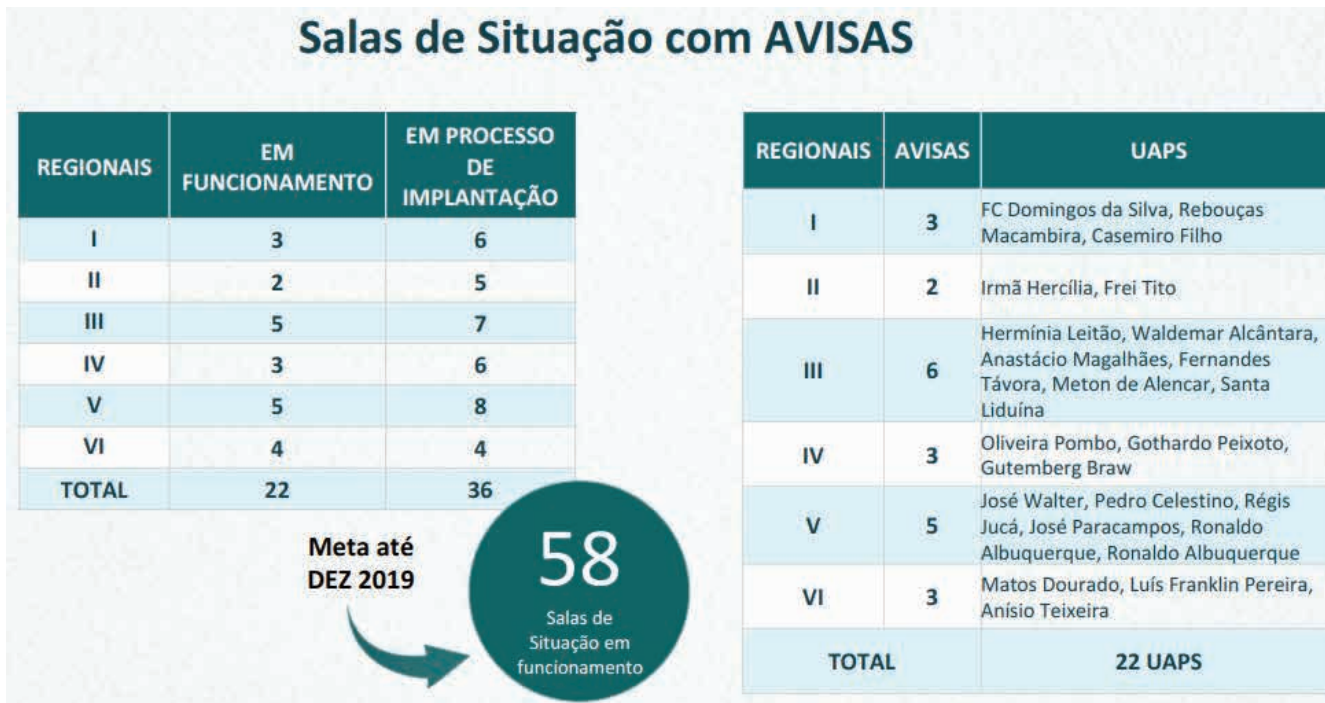 Salas de Situação com AVISAS
REGIONAIS EM FUNCIONAMENTO EM PROCESSO DE IMPLANTAÇÃO
I 3 6
II 2 5
III 5 7
IV 3 6
V 5 8
VI 4 4
TOTAL 22 36
Meta até
DEZ 2019
58
Salas de
Situação em
funcionamento
REGIONAIS AVISAS UAPS
I 3 FC Domingos da Silva, Rebouças
Macambira, Casemiro Filho
II 2 Irmã Hercília, Frei Tito
III 6 Hermínia Leitão, Waldemar Alcântara,
Anastácio Magalhães, Fernandes
Távora, Meton de Alencar, Santa
Liduína
IV 3 Oliveira Pombo, Gothardo Peixoto,
Gutemberg Braw
V 5 José Walter, Pedro Celestino, Régis
Jucá, José Paracampos, Ronaldo
Albuquerque, Ronaldo Albuquerque
VI 3 Matos Dourado, Luís Franklin Pereira,
Anísio Teixeira
TOTAL 22 UAPS